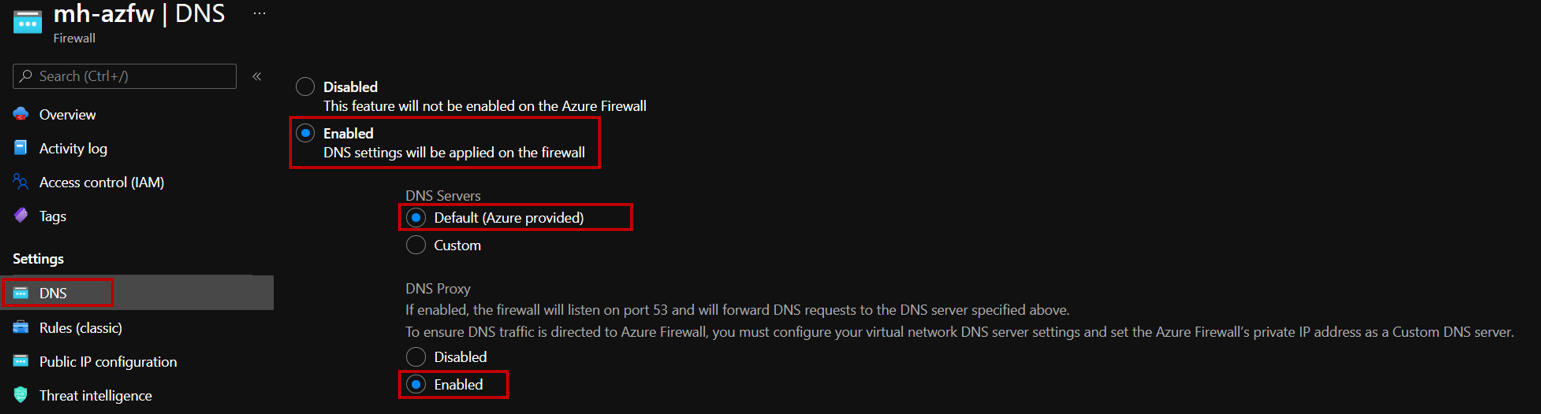 mh-azfw | DNS ...
Firewall
Search (Ctrl+/) «
Overview
Activity log
Access control (IAM)
Tags
Settings
DNS
Rules (classic)
Public IP configuration
Threat intelligence
Disabled
This feature will not be enabled on the Azure Firewall
Enabled
DNS settings will be applied on the firewall
DNS Servers
Default (Azure provided)
Custom
DNS Proxy
If enabled, the firewall will listen on port 53 and will forward DNS requests to the DNS server specified above.
To ensure DNS traffic is directed to Azure Firewall, you must configure your virtual network DNS server settings and set the Azure Firewall's private IP address as a Custom DNS server.
Disabled
Enabled